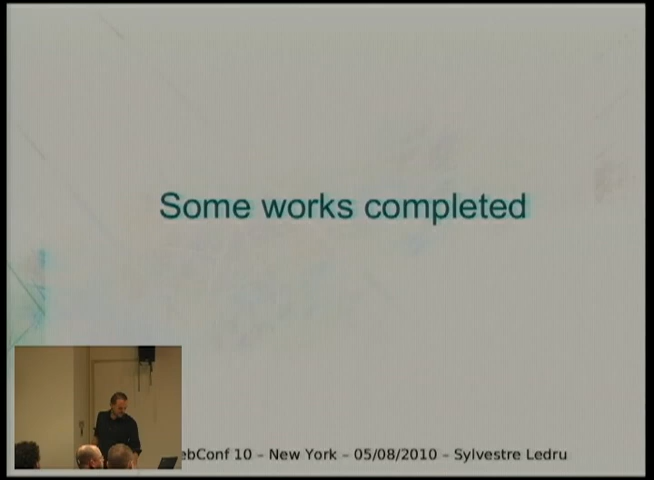 Some works completed
ebConf 10 - New York - 05/08/2010 - Sylvestre Ledru